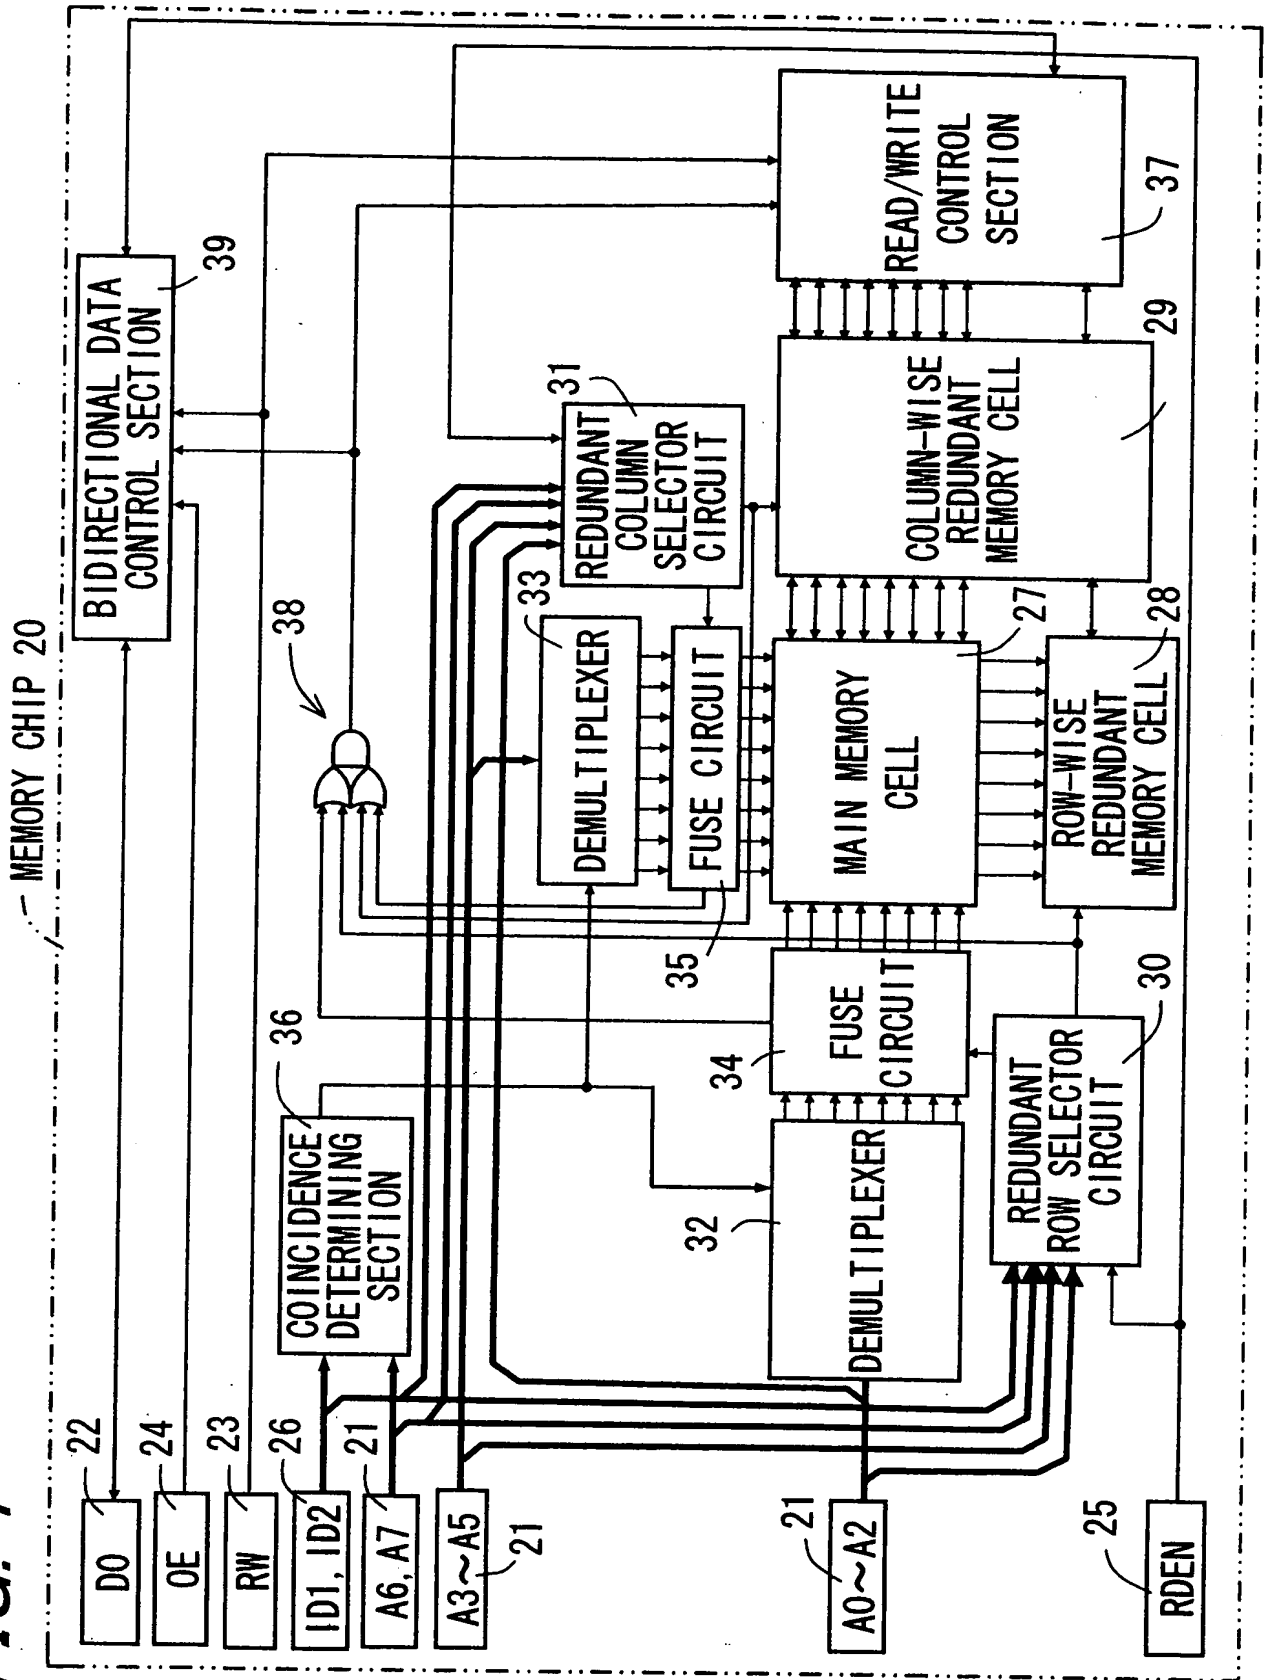 MEMORY CHIP 20
DO
22
BIDIRECTIONAL DATA
CONTROL SECTION
39
OE
24
RW
23
ID1, ID2
26
COINCIDENCE
DETERMINING
SECTION
36
38
A6, A7
21
A3~A5
21
DEMULTIPLEXER
33
REDUNDANT
COLUMN
SELECTOR
CIRCUIT
31
FUSE CIRCUIT
35
A0~A2
21
DEMULTIPLEXER
32
FUSE
CIRCUIT
34
MAIN MEMORY
CELL
27
COLUMN-WISE
REDUNDANT
MEMORY CELL
29
READ/WRITE
CONTROL
SECTION
37
REDUNDANT
ROW SELECTOR
CIRCUIT
30
ROW-WISE
REDUNDANT
MEMORY CELL
28
RDEN
25